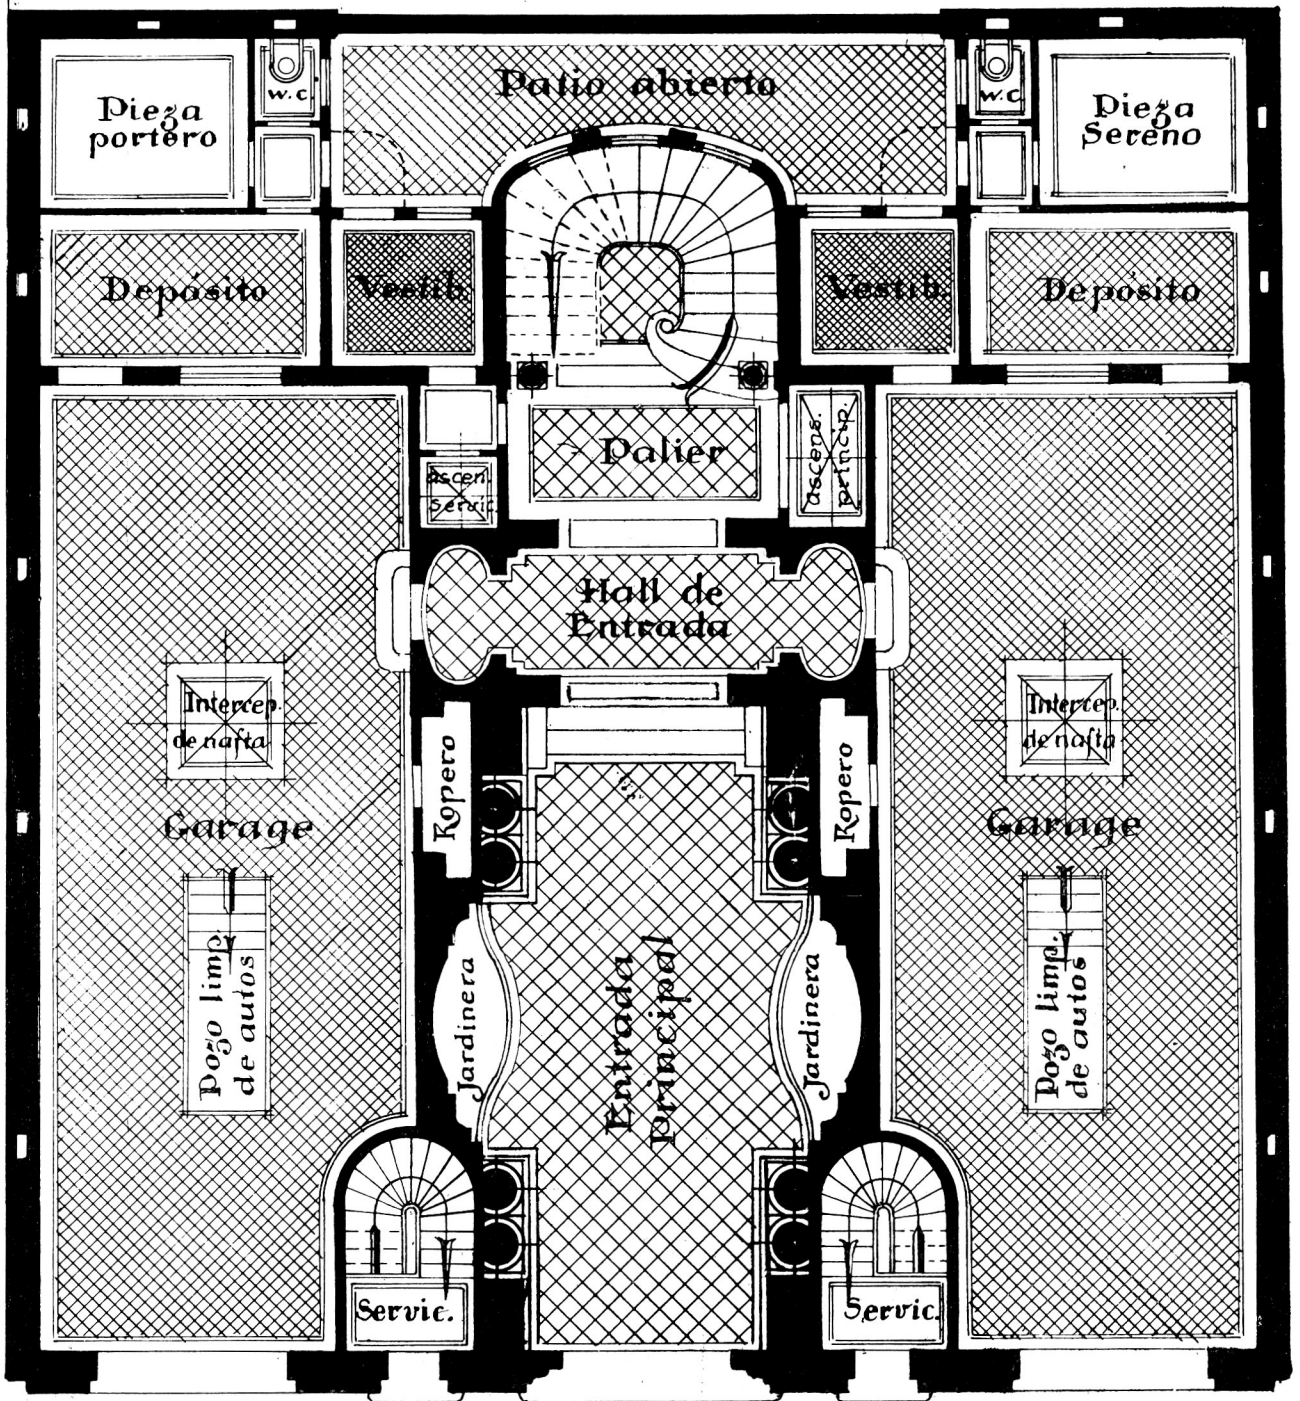 Patio abierto
w.c.
w.c.
Pieza
portero
Pieza
Sereno
Depósito
Vestib.
Vestib.
Depósito
Palier
ascens.
princip.
ascen.
servic.
Hall de
Entrada
Intercep.
de nafta
Intercep.
de nafta
Ropero
Ropero
Garage
Garage
Pozo limp.
de autos
Jardinera
Entrada
Principal
Jardinera
Pozo limp.
de autos
Servic.
Servic.